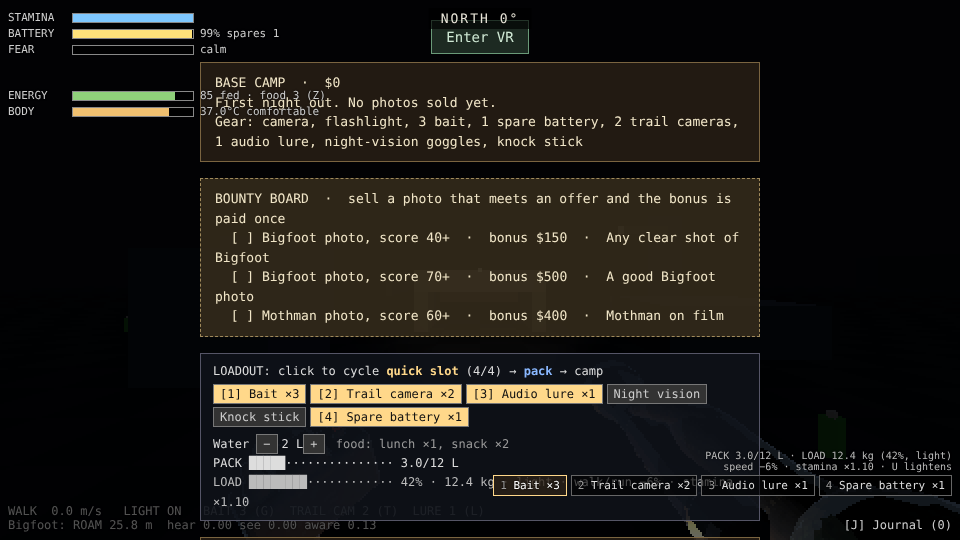 STAMINA
BATTERY 99% spares 1
FEAR calm
ENERGY 85 fed · food 3 (Z)
BODY 37.0°C comfortable
NORTH 0°
Enter VR
BASE CAMP · $0
First night out. No photos sold yet.
Gear: camera, flashlight, 3 bait, 1 spare battery, 2 trail cameras,
1 audio lure, night-vision goggles, knock stick
BOUNTY BOARD · sell a photo that meets an offer and the bonus is
paid once
[ ] Bigfoot photo, score 40+ · bonus $150 · Any clear shot of
Bigfoot
[ ] Bigfoot photo, score 70+ · bonus $500 · A good Bigfoot
photo
[ ] Mothman photo, score 60+ · bonus $400 · Mothman on film
LOADOUT: click to cycle quick slot (4/4) → pack → camp
[1] Bait ×3 [2] Trail camera ×2 [3] Audio lure ×1 Night vision
Knock stick [4] Spare battery ×1
Water − 2 L + food: lunch ×1, snack ×2
PACK 3.0/12 L
LOAD 42% · 12.4 kg
×1.10
PACK 3.0/12 L · LOAD 12.4 kg (42%, light)
speed −6% · stamina ×1.10 · U lightens
1 Bait ×3 2 Trail camera ×2 3 Audio lure ×1 4 Spare battery ×1
WALK 0.0 m/s LIGHT ON BAIT 3 (G) TRAIL CAM 2 (T) LURE 1 (L)
Bigfoot: ROAM 25.8 m hear 0.00 see 0.00 aware 0.13
[J] Journal (0)